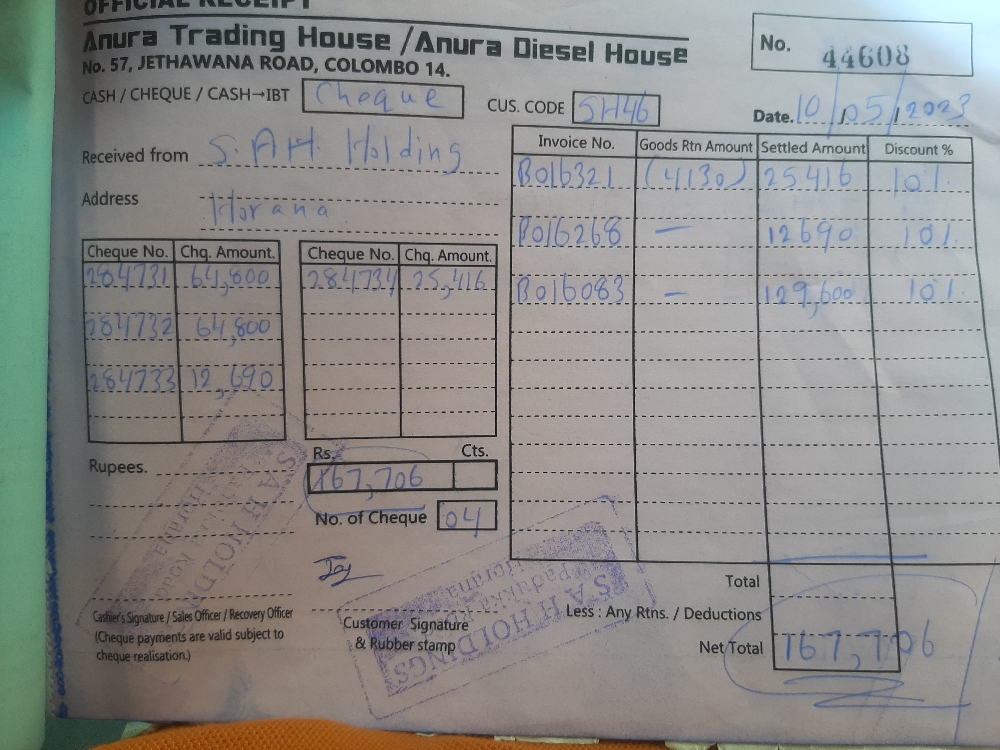 OFFICIAL RECEIPT
Anura Trading House / Anura Diesel House
No. 57, JETHAWANA ROAD, COLOMBO 14.
No. 44608
CASH / CHEQUE / CASH→IBT Cheque
CUS. CODE SH46
Date. 10/05/2023
Received from S.A.H. Holding
Address Horana
Cheque No. Chq. Amount. Cheque No. Chq. Amount.
284731 64,800 284734 25,416
284732 64,800
284733 12,690
Invoice No. Goods Rtn Amount Settled Amount Discount %
B016321 (4130) 25416 10%
B016268 — 12690 10%
B016083 — 129,600 10%
Rupees.
Rs. Cts.
167,706
No. of Cheque 04
Cashier's Signature / Sales Officer / Recovery Officer
(Cheque payments are valid subject to
cheque realisation.)
Customer Signature
& Rubber stamp
S A H HOLDINGS
Horana
Total
Less : Any Rtns. / Deductions
Net Total 167,706